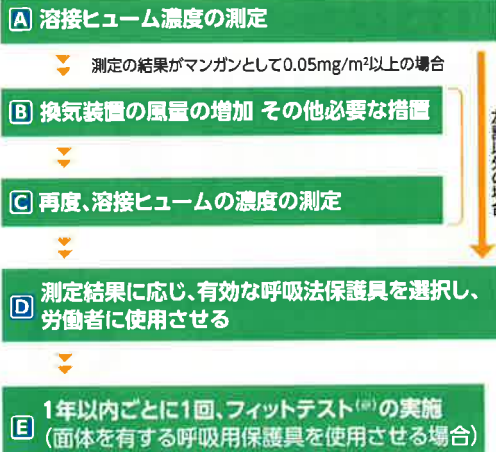 A 溶接ヒューム濃度の測定
測定の結果がマンガンとして0.05mg/m²以上の場合
B 換気装置の風量の増加 その他必要な措置
C 再度、溶接ヒュームの濃度の測定
D 測定結果に応じ、有効な呼吸法保護具を選択し、
労働者に使用させる
E 1年以内ごとに1回、フィットテスト(※)の実施
(面体を有する呼吸用保護具を使用させる場合)